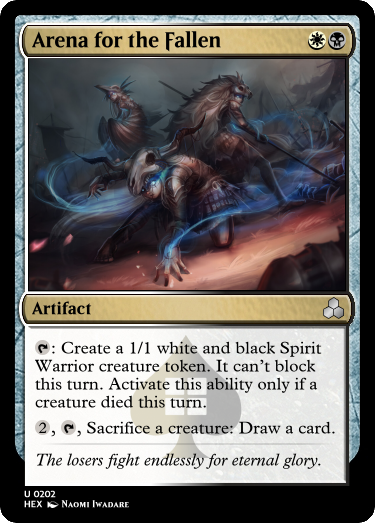 Arena for the Fallen
Artifact
: Create a 1/1 white and black Spirit
Warrior creature token. It can't block
this turn. Activate this ability only if a
creature died this turn.
2, , Sacrifice a creature: Draw a card.
The losers fight endlessly for eternal glory.
U 0202
HEX Naomi Iwadare